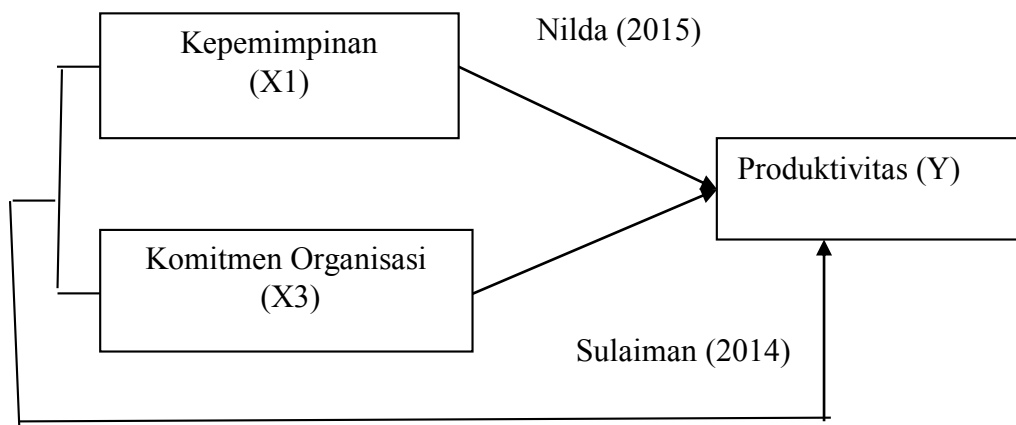 Nilda (2015)
Kepemimpinan
(X1)
Produktivitas (Y)
Komitmen Organisasi
(X3)
Sulaiman (2014)